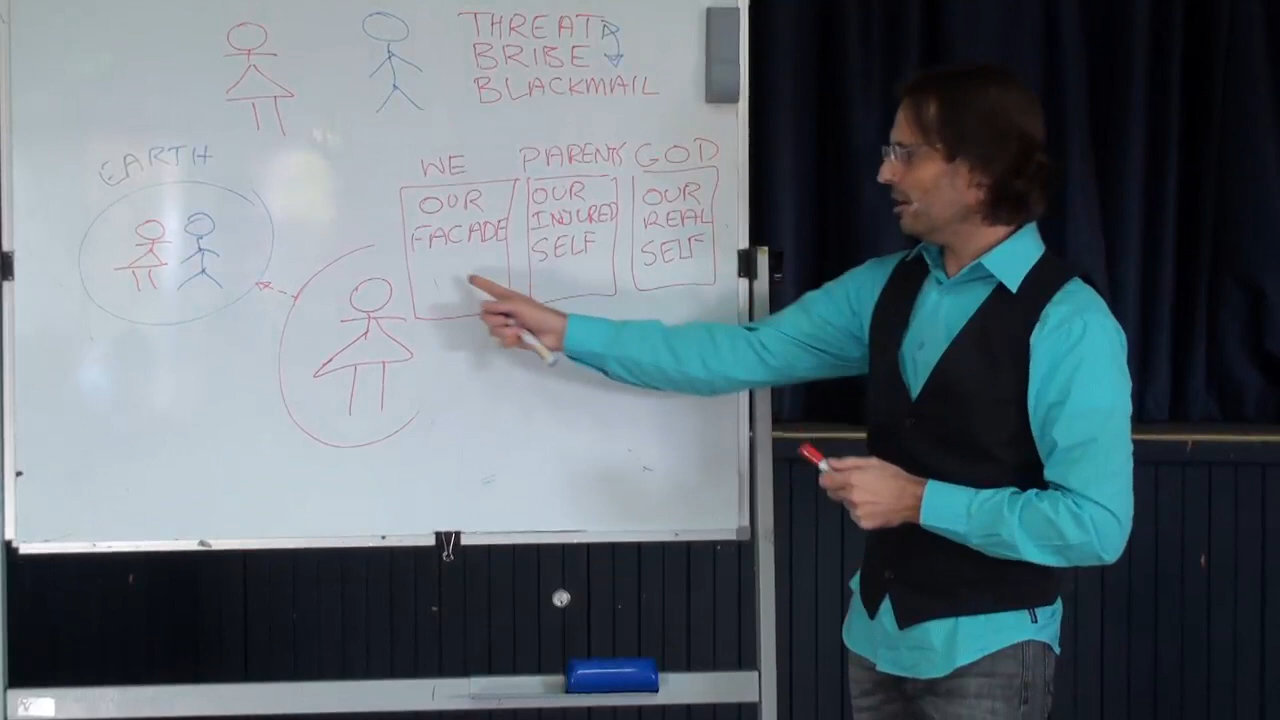 THREAT
BRIBE
BLACKMAIL
EARTH
WE
PARENTS
GOD
OUR
FACADE
OUR
INJURED
SELF
OUR
REAL
SELF